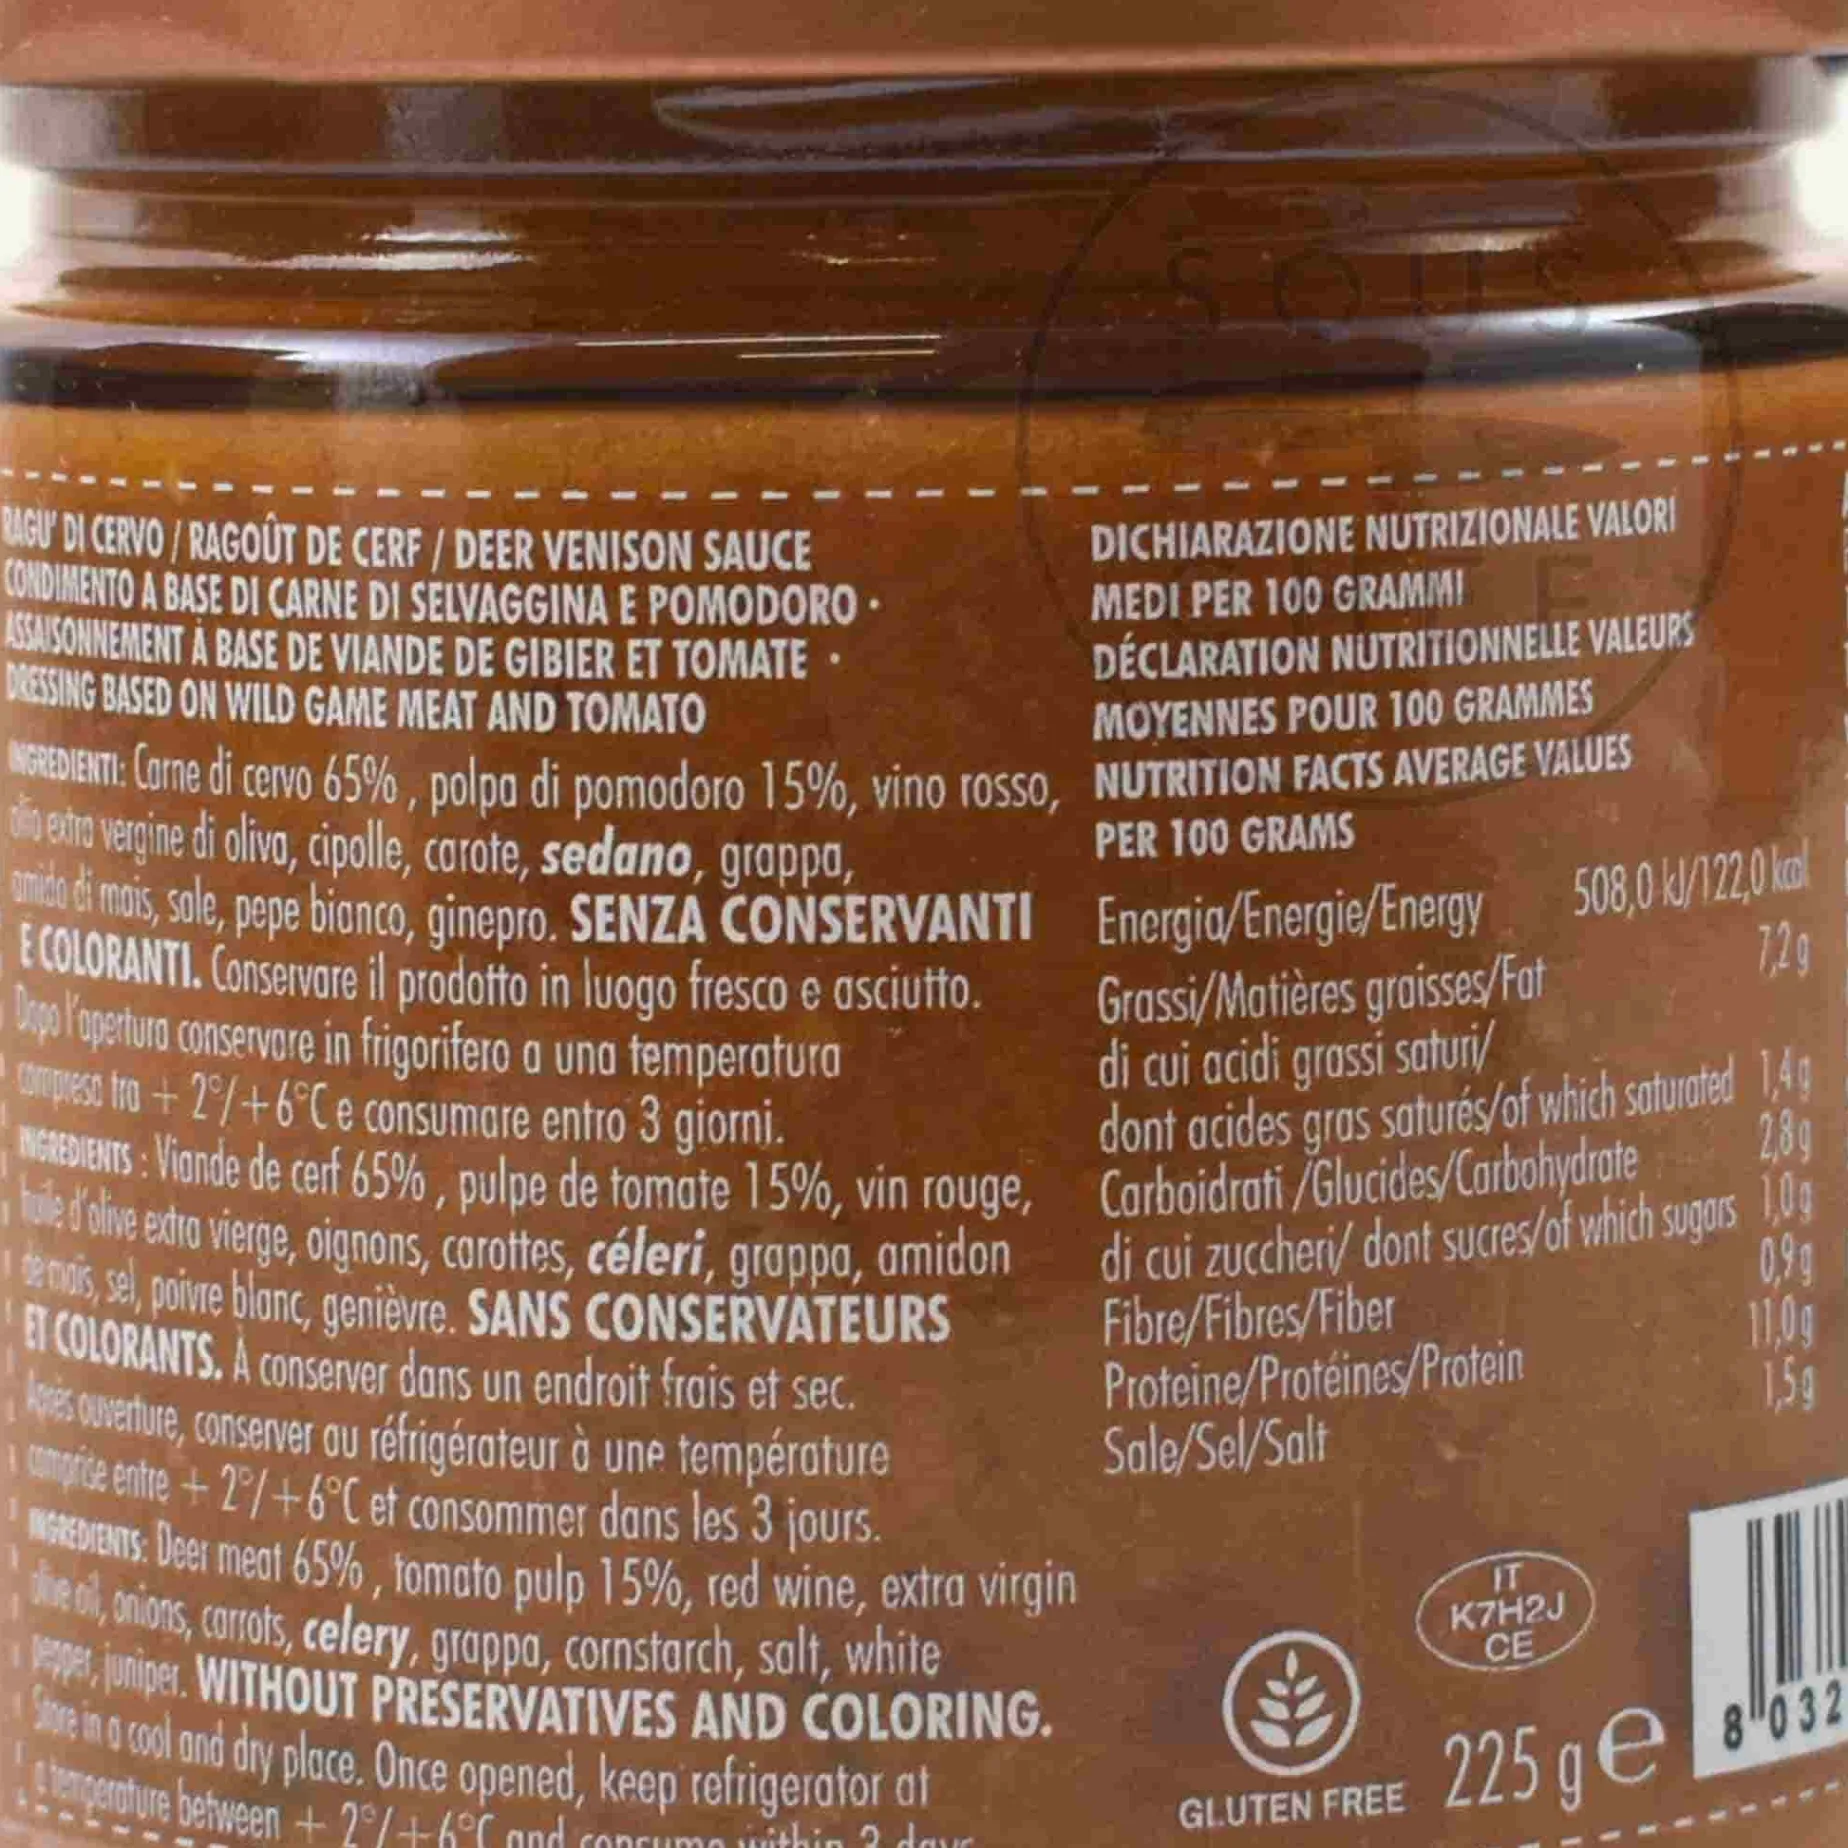 RAGU' DI CERVO / RAGOÛT DE CERF / DEER VENISON SAUCE
CONDIMENTO A BASE DI CARNE DI SELVAGGINA E POMODORO •
ASSAISONNEMENT À BASE DE VIANDE DE GIBIER ET TOMATE •
DRESSING BASED ON WILD GAME MEAT AND TOMATO
INGREDIENTI: Carne di cervo 65% , polpa di pomodoro 15%, vino rosso,
olio extra vergine di oliva, cipolle, carote, sedano, grappa,
amido di mais, sale, pepe bianco, ginepro. SENZA CONSERVANTI
E COLORANTI. Conservare il prodotto in luogo fresco e asciutto.
Dopo l'apertura conservare in frigorifero a una temperatura
compresa tra + 2°/+6°C e consumare entro 3 giorni.
INGREDIENTS : Viande de cerf 65% , pulpe de tomate 15%, vin rouge,
huile d'olive extra vierge, oignons, carottes, céleri, grappa, amidon
de mais, sel, poivre blanc, genièvre. SANS CONSERVATEURS
ET COLORANTS. À conserver dans un endroit frais et sec.
Après ouverture, conserver au réfrigérateur à une température
comprise entre + 2°/+6°C et consommer dans les 3 jours.
INGREDIENTS: Deer meat 65% , tomato pulp 15%, red wine, extra virgin
olive oil, onions, carrots, celery, grappa, cornstarch, salt, white
pepper, juniper. WITHOUT PRESERVATIVES AND COLORING.
Store in a cool and dry place. Once opened, keep refrigerator at
a temperature between + 2°/+6°C and consume within 3 days
DICHIARAZIONE NUTRIZIONALE VALORI
MEDI PER 100 GRAMMI
DÉCLARATION NUTRITIONNELLE VALEURS
MOYENNES POUR 100 GRAMMES
NUTRITION FACTS AVERAGE VALUES
PER 100 GRAMS
Energia/Energie/Energy 508,0 kJ/122,0 kcal
Grassi/Matières graisses/Fat 7,2 g
di cui acidi grassi saturi/
dont acides gras saturés/of which saturated 1,4 g
Carboidrati /Glucides/Carbohydrate 2,8 g
di cui zuccheri/ dont sucres/of which sugars 1,0 g
Fibre/Fibres/Fiber 0,9 g
Proteine/Protéines/Protein 11,0 g
Sale/Sel/Salt 1,5 g
IT
K7H2J
CE
GLUTEN FREE
225 g e
8 032
SOUS